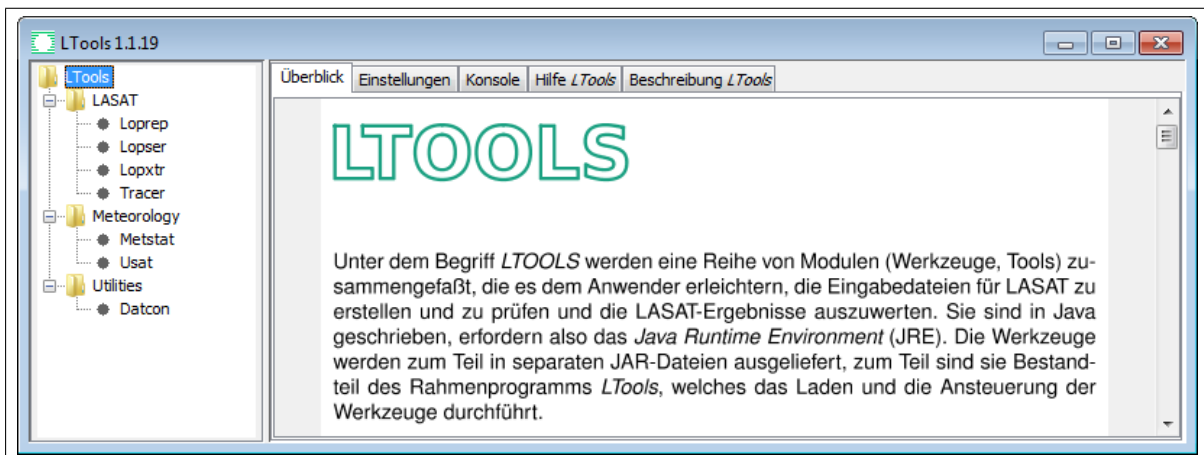 LTools 1.1.19
LTools
LASAT
Loprep
Lopser
Lopxtr
Tracer
Meteorology
Metstat
Usat
Utilities
Datcon
Überblick Einstellungen Konsole Hilfe LTools Beschreibung LTools
LTOOLS
Unter dem Begriff LTOOLS werden eine Reihe von Modulen (Werkzeuge, Tools) zu-
sammengefaßt, die es dem Anwender erleichtern, die Eingabedateien für LASAT zu
erstellen und zu prüfen und die LASAT-Ergebnisse auszuwerten. Sie sind in Java
geschrieben, erfordern also das Java Runtime Environment (JRE). Die Werkzeuge
werden zum Teil in separaten JAR-Dateien ausgeliefert, zum Teil sind sie Bestand-
teil des Rahmenprogramms LTools, welches das Laden und die Ansteuerung der
Werkzeuge durchführt.